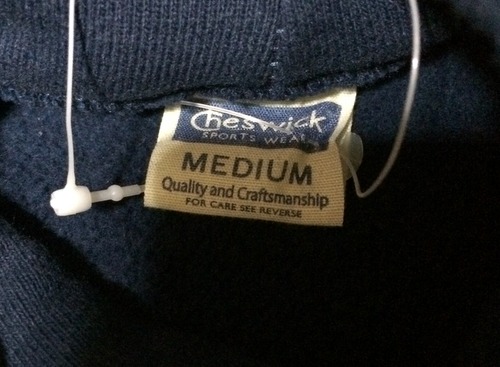 Cheswick
SPORTS WEAR
MEDIUM
Quality and Craftsmanship
FOR CARE SEE REVERSE